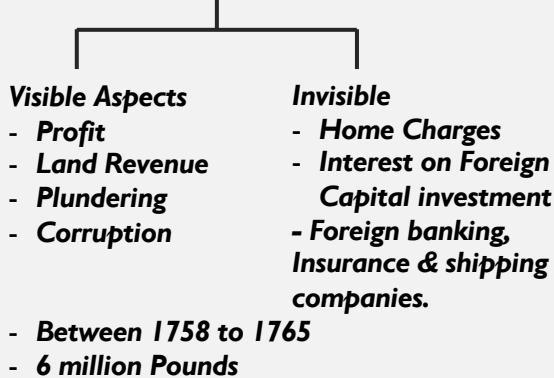 Visible Aspects
- Profit
- Land Revenue
- Plundering
- Corruption
Invisible
- Home Charges
- Interest on Foreign
Capital investment
- Foreign banking,
Insurance & shipping
companies.
- Between 1758 to 1765
- 6 million Pounds